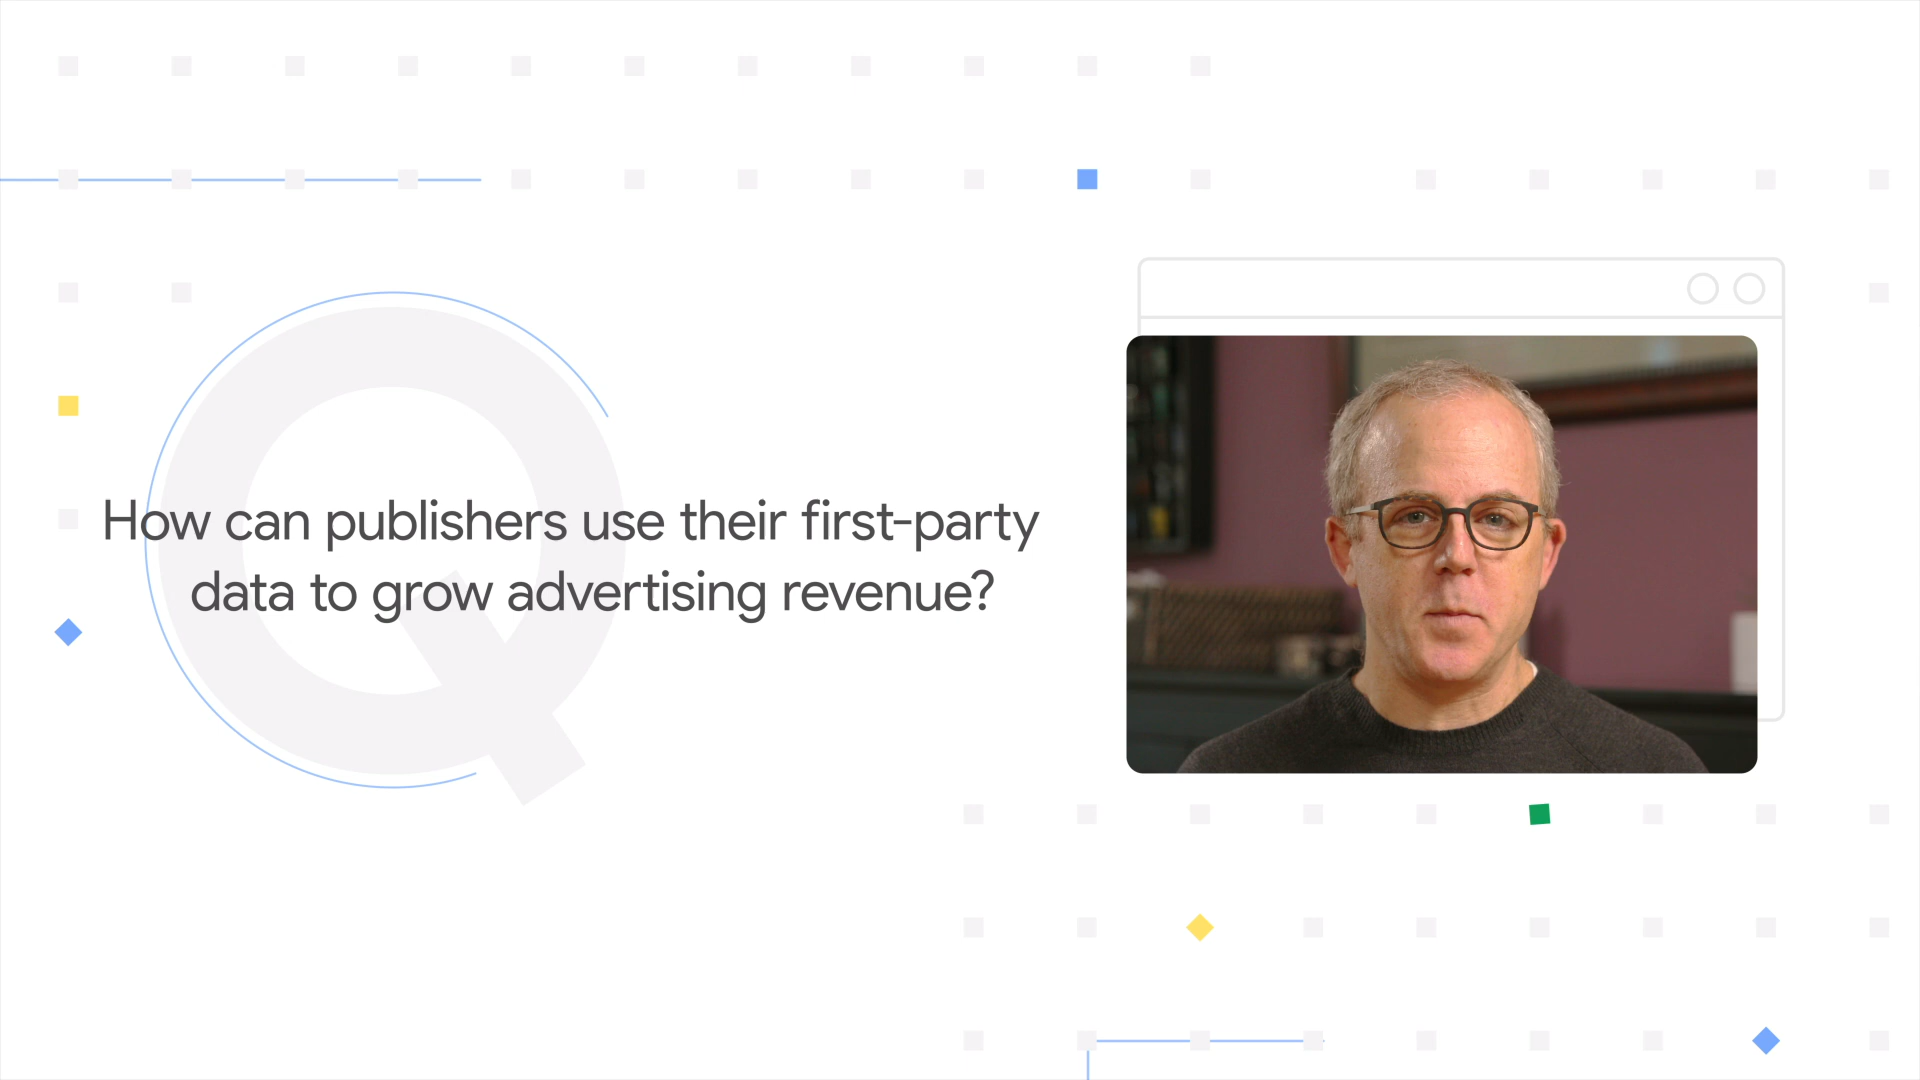 Q
How can publishers use their first-party
data to grow advertising revenue?